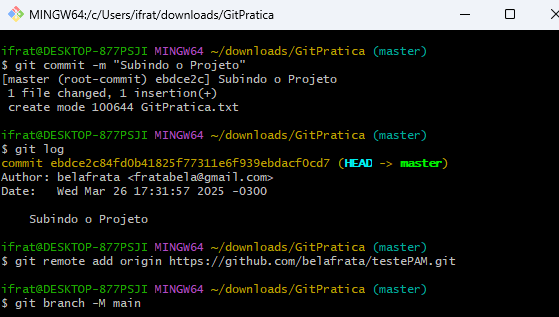 MINGW64:/c/Users/ifrat/downloads/GitPratica
ifrat@DESKTOP-877PSJI MINGW64 ~/downloads/GitPratica (master)
$ git commit -m "Subindo o Projeto"
[master (root-commit) ebdce2c] Subindo o Projeto
1 file changed, 1 insertion(+)
create mode 100644 GitPratica.txt
ifrat@DESKTOP-877PSJI MINGW64 ~/downloads/GitPratica (master)
$ git log
commit ebdce2c84fd0b41825f77311e6f939ebdacf0cd7 (HEAD -> master)
Author: belafrata <fratabela@gmail.com>
Date:   Wed Mar 26 17:31:57 2025 -0300
Subindo o Projeto
ifrat@DESKTOP-877PSJI MINGW64 ~/downloads/GitPratica (master)
$ git remote add origin https://github.com/belafrata/testePAM.git
ifrat@DESKTOP-877PSJI MINGW64 ~/downloads/GitPratica (master)
$ git branch -M main